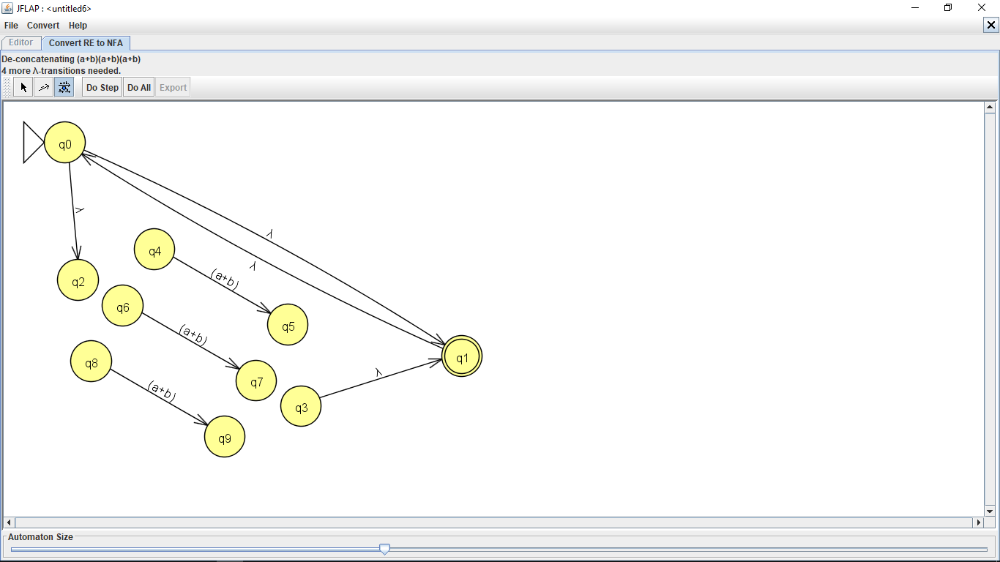 JFLAP : <untitled6>
File Convert Help
Editor Convert RE to NFA
De-concatenating (a+b)(a+b)(a+b)
4 more λ-transitions needed.
Do Step Do All Export
q0
λ
λ
λ
q4
(a+b)
q2
q6
q5
(a+b)
q8
q1
λ
(a+b)
q7
q3
q9
Automaton Size